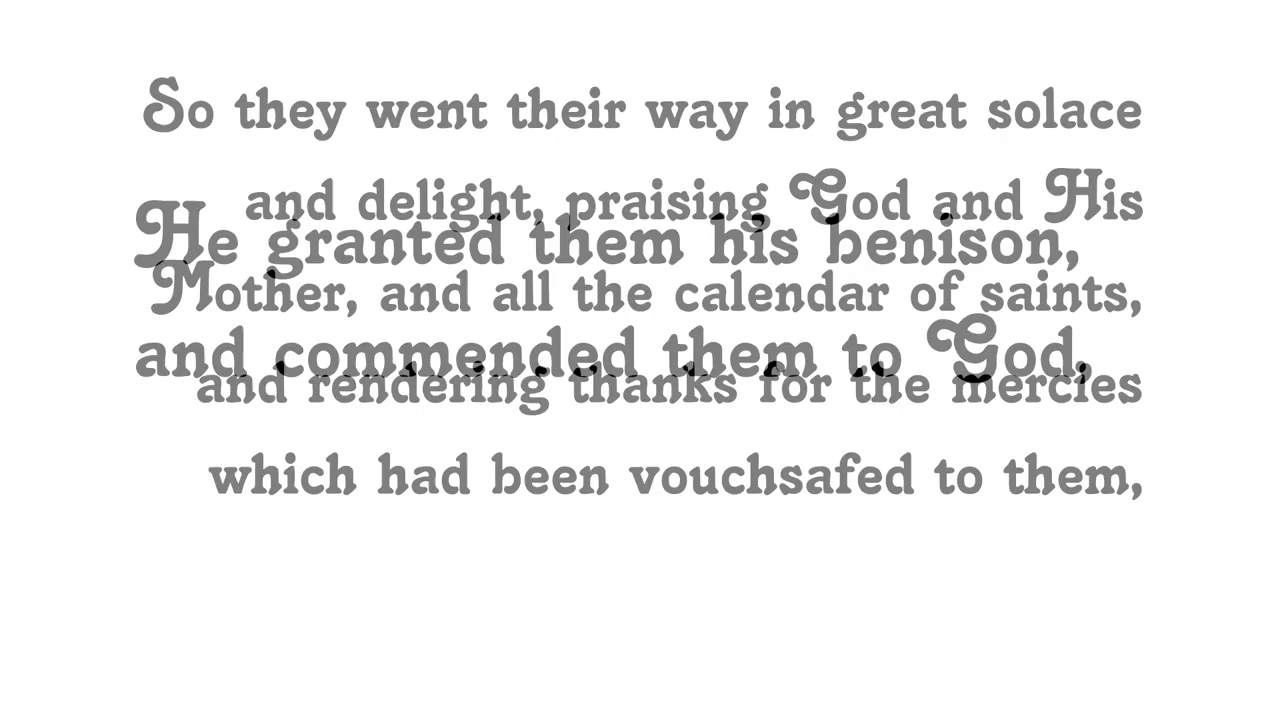 So they went their way in great solace
and delight, praising God and His
He granted them his benison,
Mother, and all the calendar of saints,
and commended them to God,
and rendering thanks for the mercies
which had been vouchsafed to them,